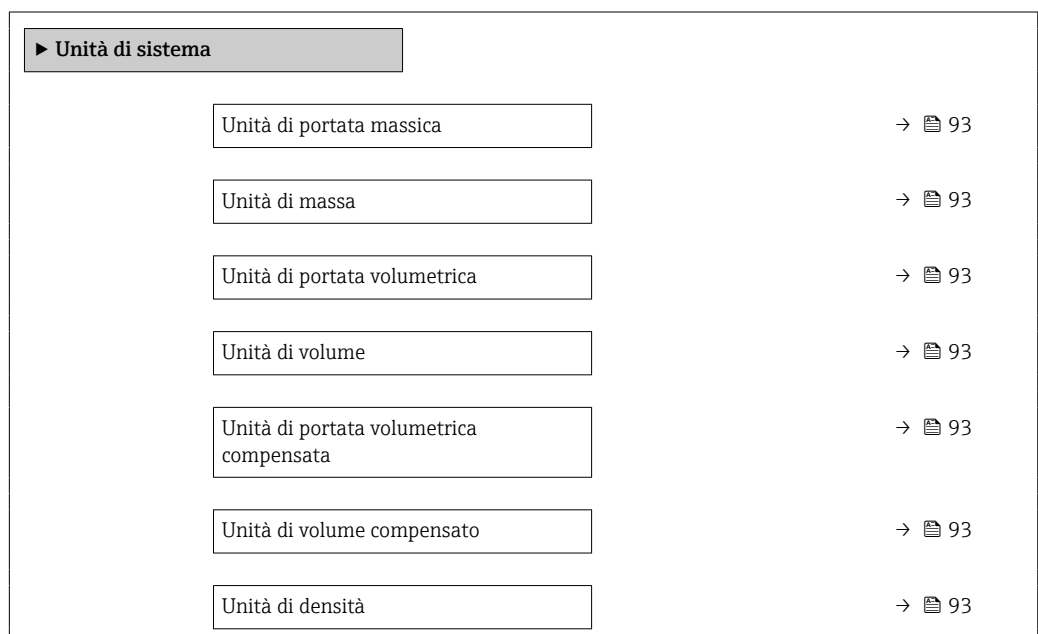 ▶ Unità di sistema
Unità di portata massica → 93
Unità di massa → 93
Unità di portata volumetrica → 93
Unità di volume → 93
Unità di portata volumetrica → 93
compensata
Unità di volume compensato → 93
Unità di densità → 93